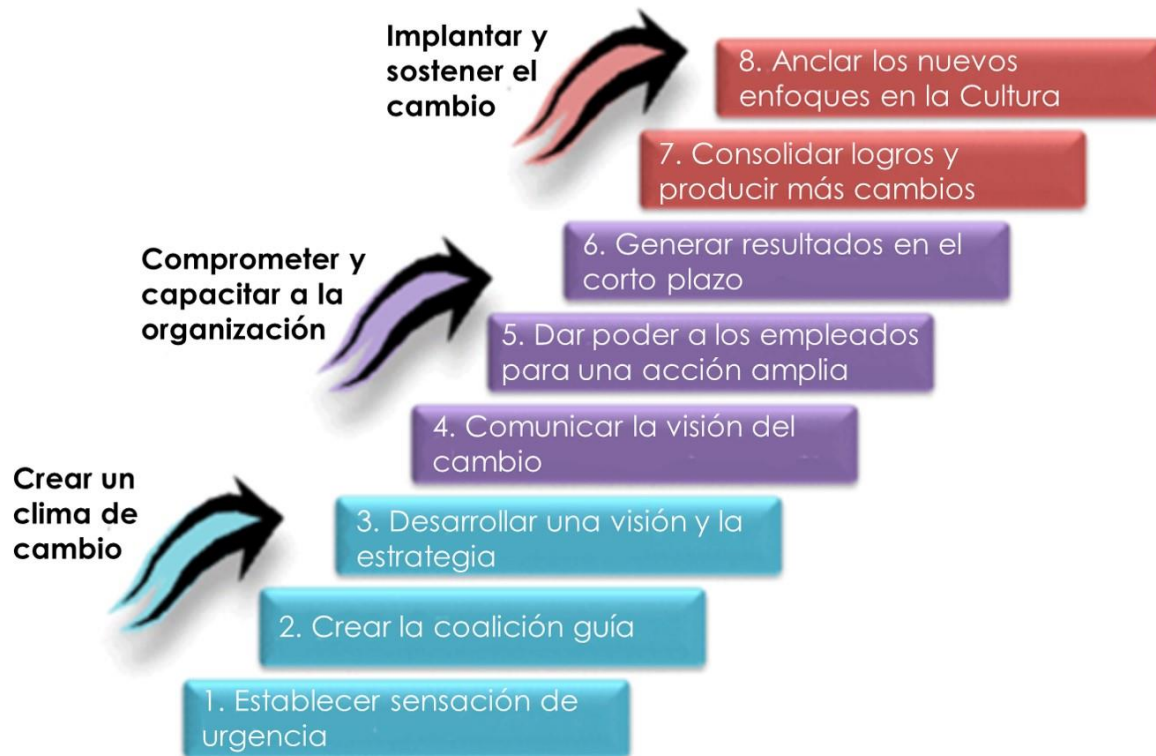 Implantar y
sostener el
cambio
8. Anclar los nuevos
enfoques en la Cultura
7. Consolidar logros y
producir más cambios
Comprometer y
capacitar a la
organización
6. Generar resultados en el
corto plazo
5. Dar poder a los empleados
para una acción amplia
4. Comunicar la visión del
cambio
Crear un
clima de
cambio
3. Desarrollar una visión y la
estrategia
2. Crear la coalición guía
1. Establecer sensación de
urgencia